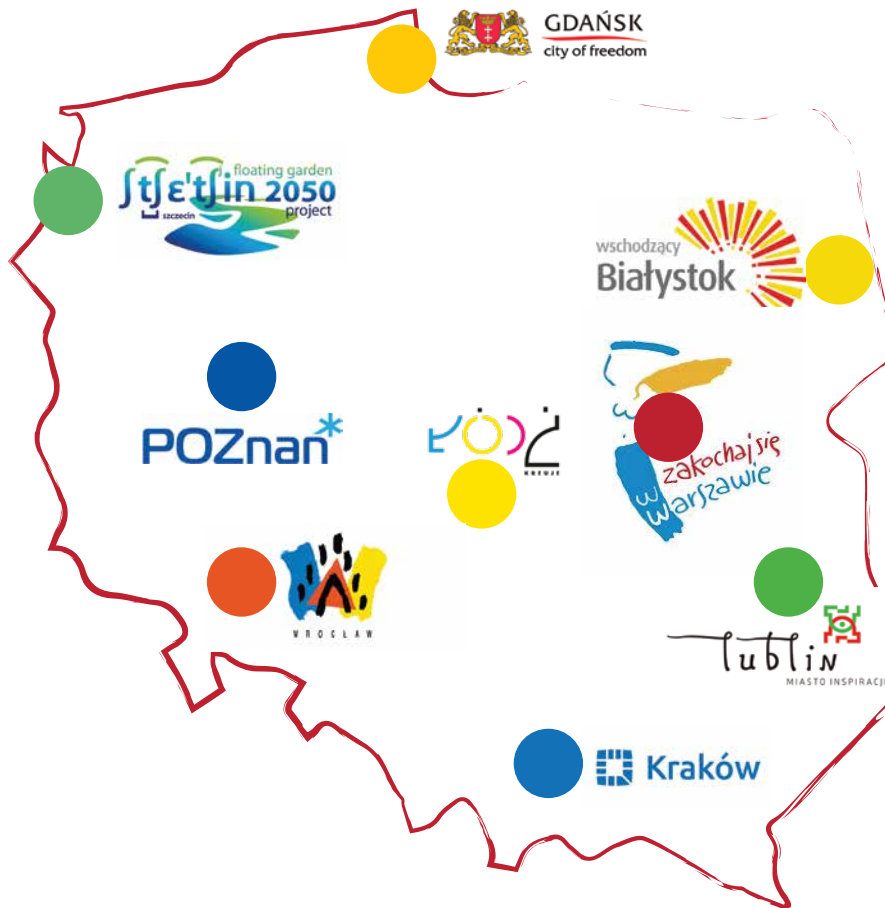 GDAŃSK
city of freedom
floating garden
ʃtʃɛ'tʃin 2050
szczecin
project
wschodzący
Białystok
POZnan*
ŁÓDŹ
KREUJE
zakochaj się
w
warszawie
WROCŁAW
lublin
MIASTO INSPIRACJI
Kraków